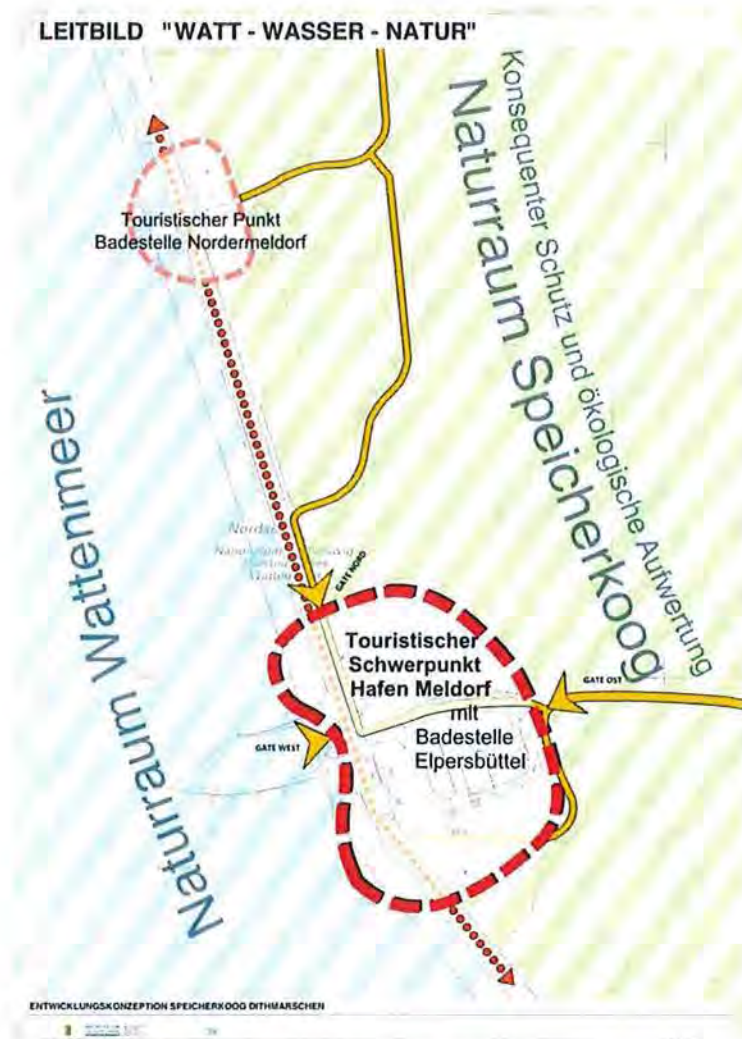 LEITBILD "WATT - WASSER - NATUR"
Konsequenter Schutz und ökologische Aufwertung
Naturraum Speicherkoog
Touristischer Punkt
Badestelle Nordermeldorf
Naturraum Wattenmeer
GATE NORD
Touristischer
Schwerpunkt
Hafen Meldorf
mit
Badestelle
Elpersbüttel
GATE OST
GATE WEST
ENTWICKLUNGSKONZEPTION SPEICHERKOOG DITHMARSCHEN